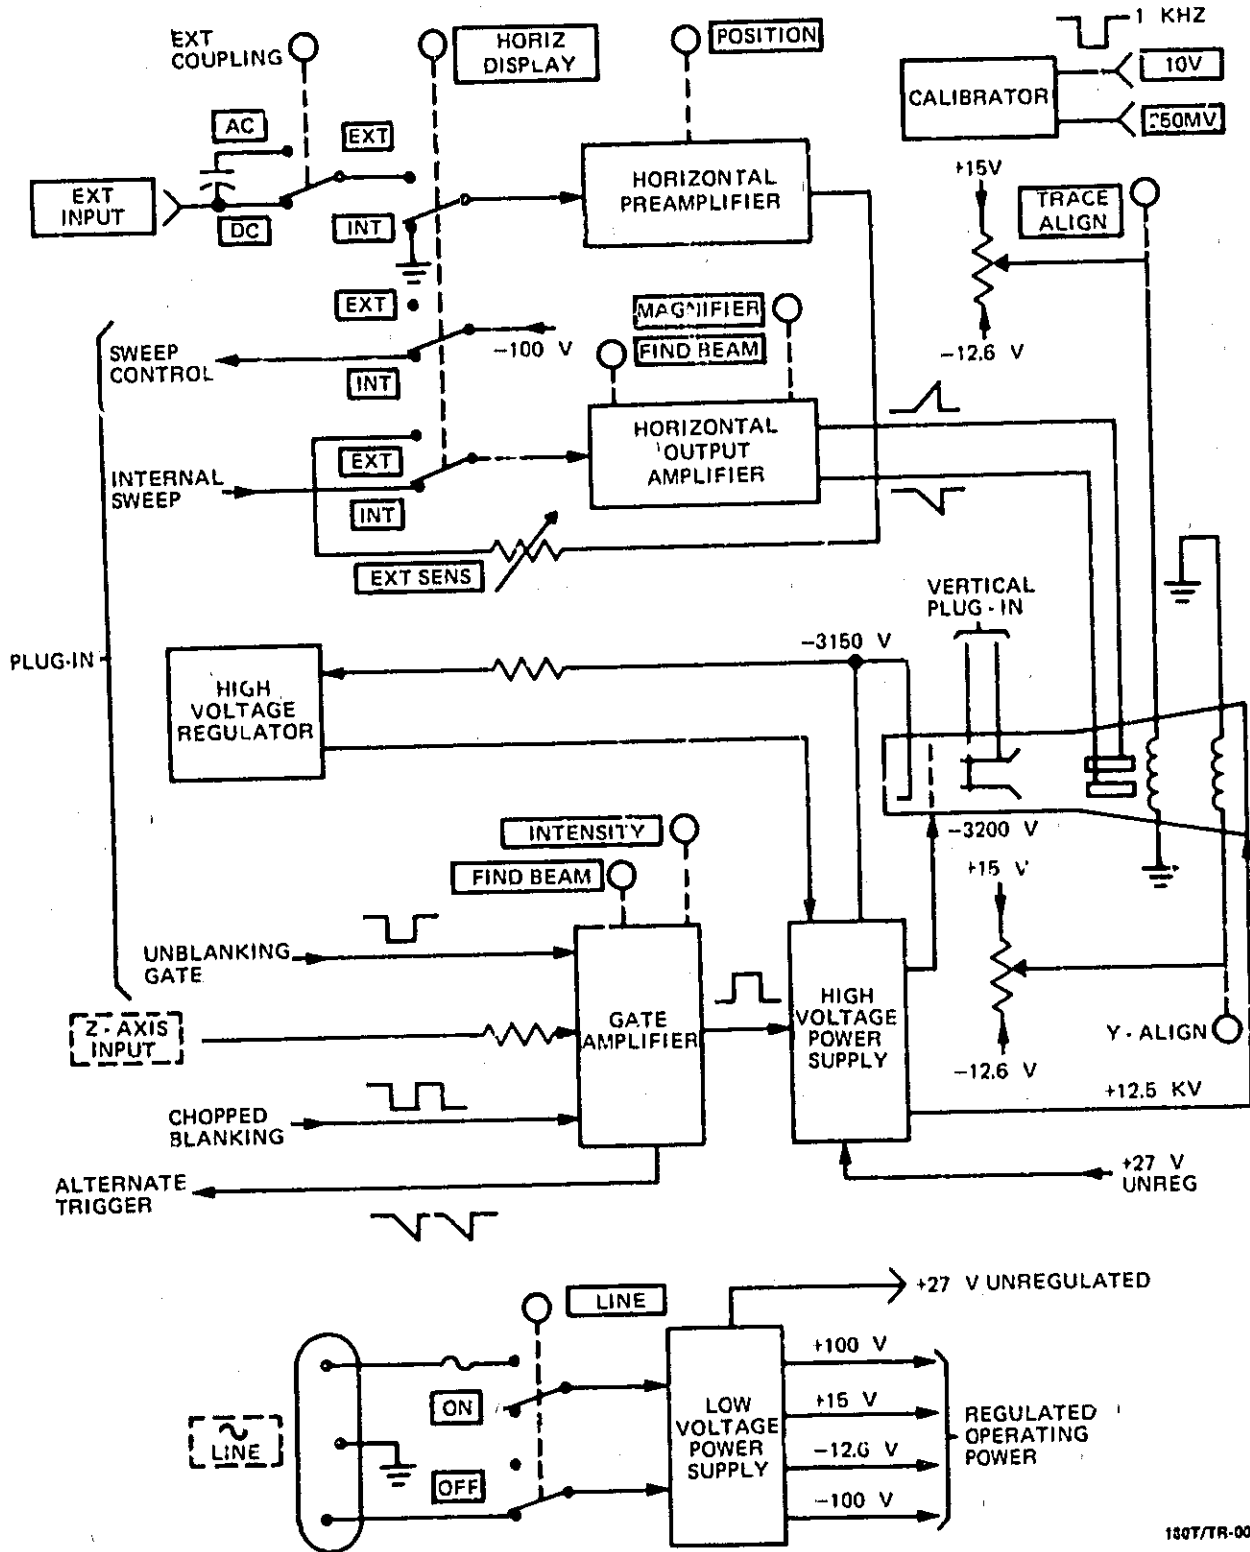 EXT
COUPLING
HORIZ
DISPLAY
POSITION
1 KHZ
10V
CALIBRATOR
AC
EXT
EXT
INPUT
DC
INT
HORIZONTAL
PREAMPLIFIER
+15V
TRACE
ALIGN
EXT
MAGNIFIER
FIND BEAM
SWEEP
CONTROL
-100 V
-12.6 V
INT
HORIZONTAL
OUTPUT
AMPLIFIER
EXT
INTERNAL
SWEEP
INT
EXT SENS
VERTICAL
PLUG-IN
PLUG-IN
-3150 V
HIGH
VOLTAGE
REGULATOR
-3200 V
INTENSITY
FIND BEAM
+15 V
UNBLANKING
GATE
Z-AXIS
INPUT
GATE
AMPLIFIER
HIGH
VOLTAGE
POWER
SUPPLY
Y-ALIGN
-12.6 V
+12.5 KV
CHOPPED
BLANKING
+27 V
UNREG
ALTERNATE
TRIGGER
+27 V UNREGULATED
LINE
+100 V
ON
LOW
VOLTAGE
POWER
SUPPLY
+15 V
REGULATED
OPERATING
POWER
LINE
-12.6 V
OFF
-100 V